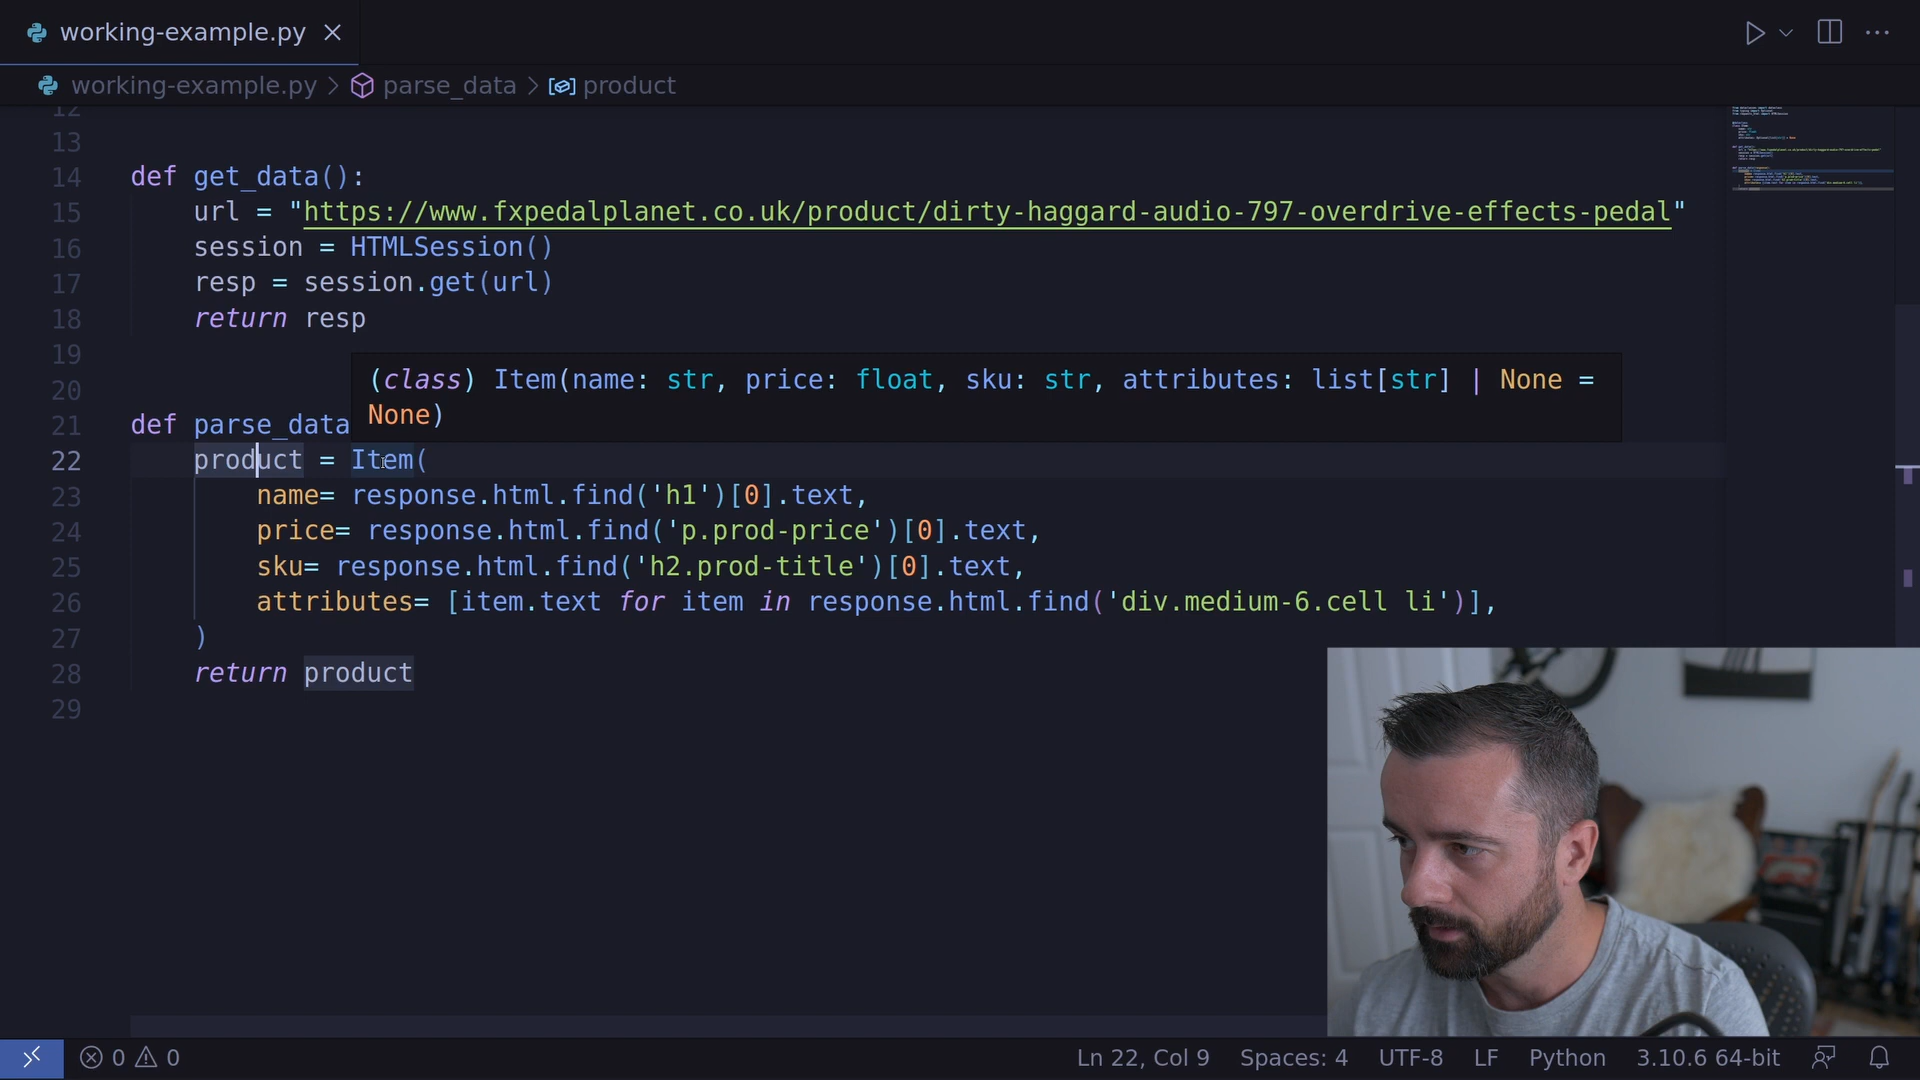 working-example.py
working-example.py > parse_data > product
12
13
14 def get_data():
15 url = "https://www.fxpedalplanet.co.uk/product/dirty-haggard-audio-797-overdrive-effects-pedal"
16 session = HTMLSession()
17 resp = session.get(url)
18 return resp
19
(class) Item(name: str, price: float, sku: str, attributes: list[str] | None =
20
None)
21 def parse_data
22 product = Item(
23 name= response.html.find('h1')[0].text,
24 price= response.html.find('p.prod-price')[0].text,
25 sku= response.html.find('h2.prod-title')[0].text,
26 attributes= [item.text for item in response.html.find('div.medium-6.cell li')],
27 )
28 return product
29
0 0 Ln 22, Col 9 Spaces: 4 UTF-8 LF Python 3.10.6 64-bit